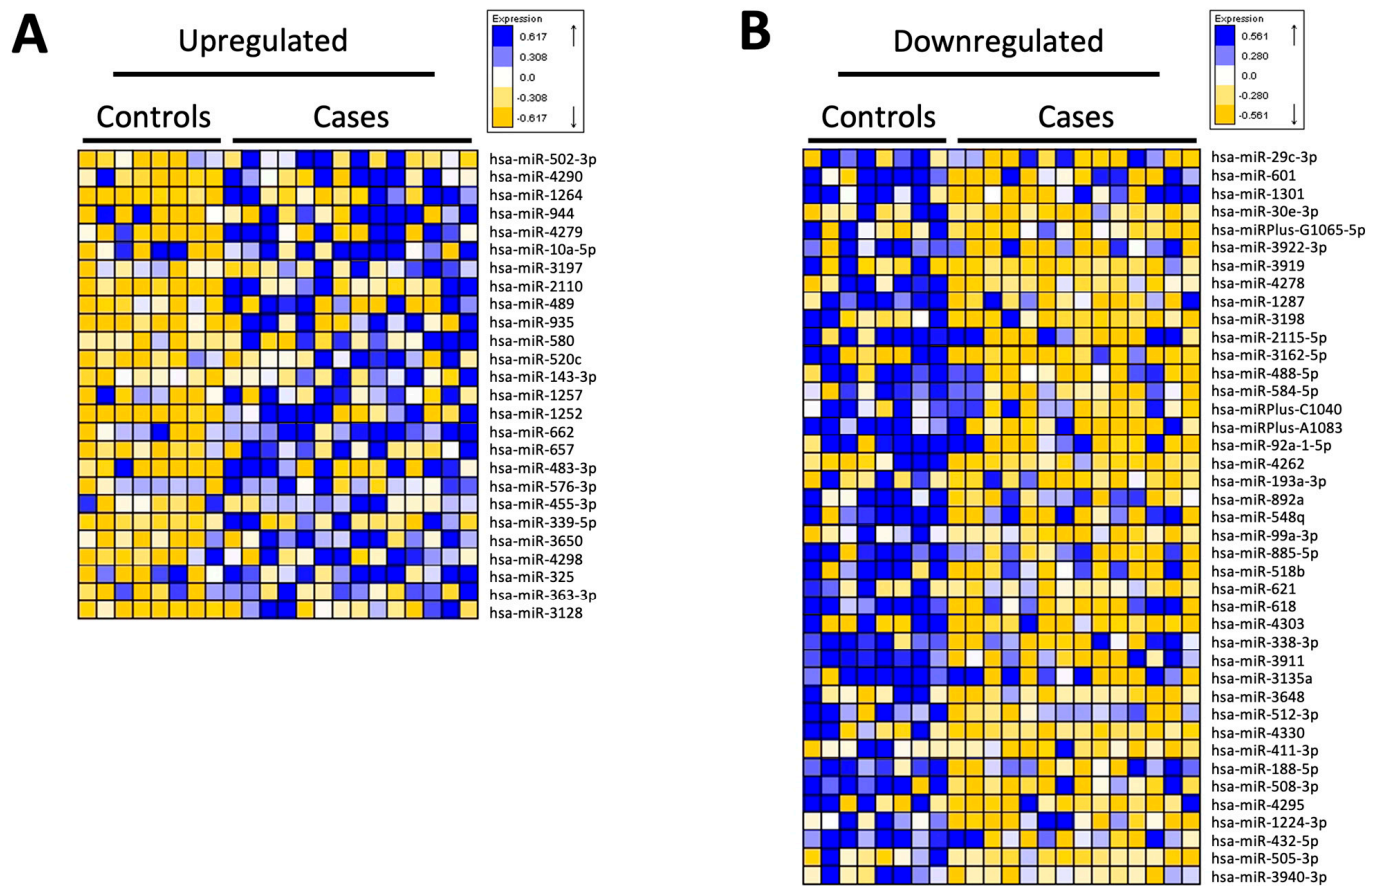 A
Upregulated
Expression
0.617
0.308
0.0
-0.308
-0.617
Controls
Cases
hsa-miR-502-3p
hsa-miR-4290
hsa-miR-1264
hsa-miR-944
hsa-miR-4279
hsa-miR-10a-5p
hsa-miR-3197
hsa-miR-2110
hsa-miR-489
hsa-miR-935
hsa-miR-580
hsa-miR-520c
hsa-miR-143-3p
hsa-miR-1257
hsa-miR-1252
hsa-miR-662
hsa-miR-657
hsa-miR-483-3p
hsa-miR-576-3p
hsa-miR-455-3p
hsa-miR-339-5p
hsa-miR-3650
hsa-miR-4298
hsa-miR-325
hsa-miR-363-3p
hsa-miR-3128
B
Downregulated
Expression
0.561
0.280
0.0
-0.280
-0.561
Controls
Cases
hsa-miR-29c-3p
hsa-miR-601
hsa-miR-1301
hsa-miR-30e-3p
hsa-miRPlus-G1065-5p
hsa-miR-3922-3p
hsa-miR-3919
hsa-miR-4278
hsa-miR-1287
hsa-miR-3198
hsa-miR-2115-5p
hsa-miR-3162-5p
hsa-miR-488-5p
hsa-miR-584-5p
hsa-miRPlus-C1040
hsa-miRPlus-A1083
hsa-miR-92a-1-5p
hsa-miR-4262
hsa-miR-193a-3p
hsa-miR-892a
hsa-miR-548q
hsa-miR-99a-3p
hsa-miR-885-5p
hsa-miR-518b
hsa-miR-621
hsa-miR-618
hsa-miR-4303
hsa-miR-338-3p
hsa-miR-3911
hsa-miR-3135a
hsa-miR-3648
hsa-miR-512-3p
hsa-miR-4330
hsa-miR-411-3p
hsa-miR-188-5p
hsa-miR-508-3p
hsa-miR-4295
hsa-miR-1224-3p
hsa-miR-432-5p
hsa-miR-505-3p
hsa-miR-3940-3p